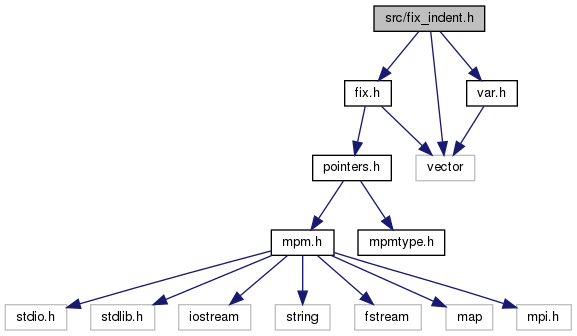 src/fix_indent.h
fix.h
var.h
pointers.h
vector
mpm.h
mpmtype.h
stdio.h
stdlib.h
iostream
string
fstream
map
mpi.h